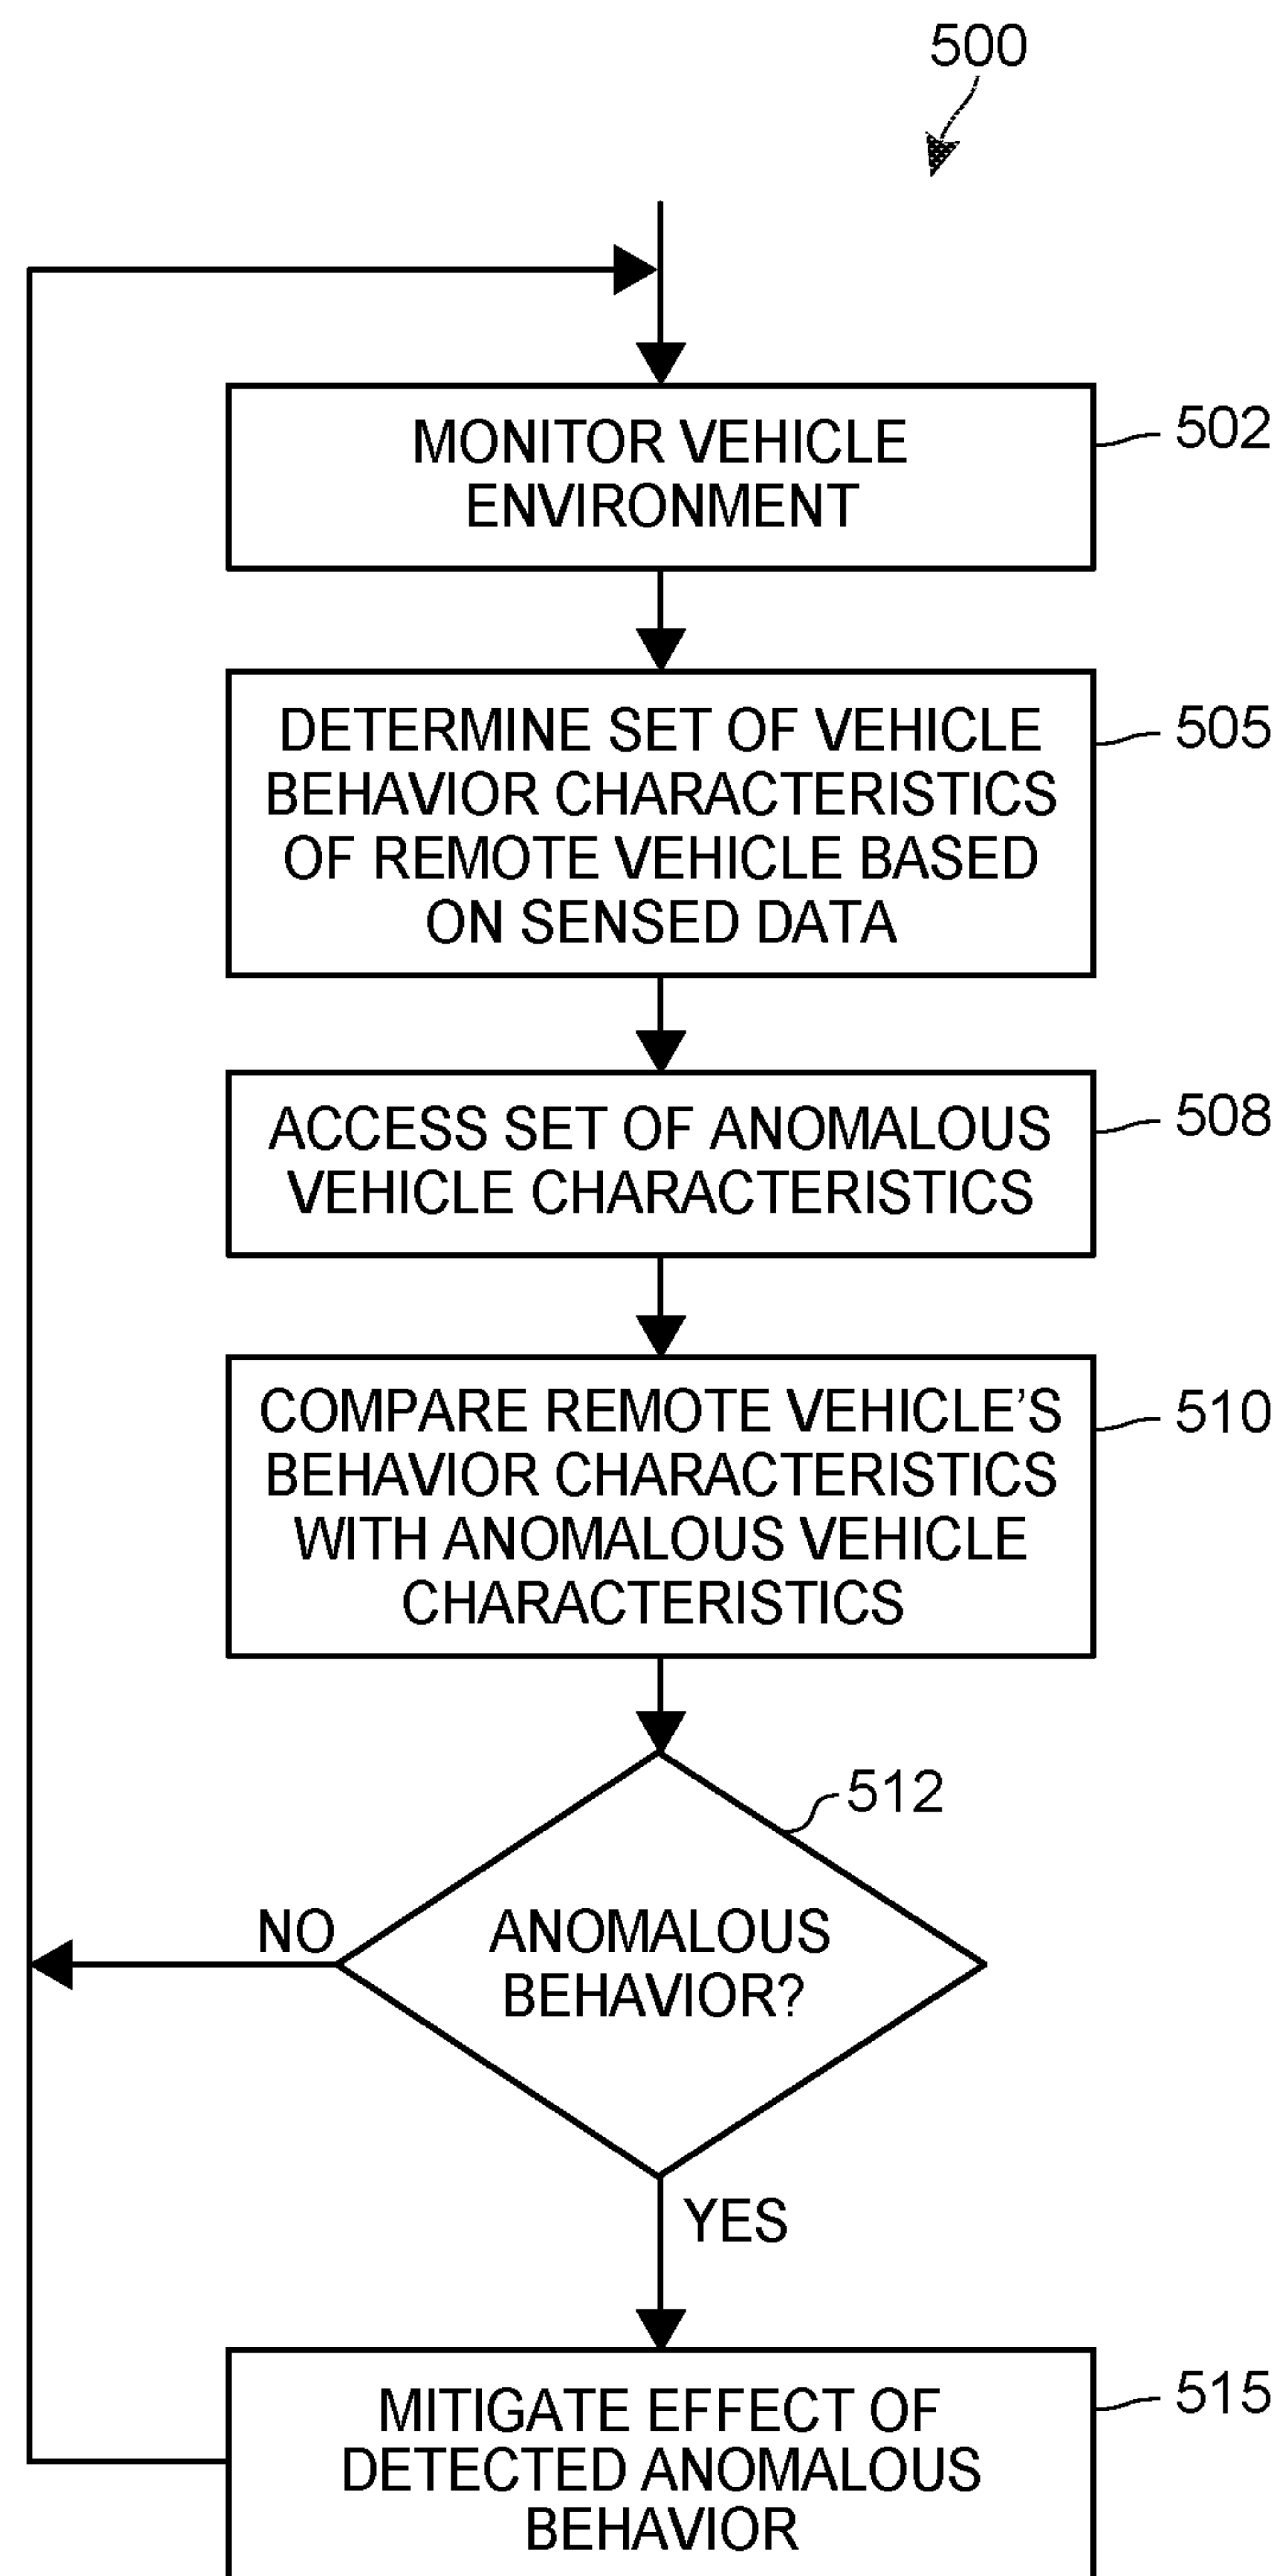 500
MONITOR VEHICLE
ENVIRONMENT
502
DETERMINE SET OF VEHICLE
BEHAVIOR CHARACTERISTICS
OF REMOTE VEHICLE BASED
ON SENSED DATA
505
ACCESS SET OF ANOMALOUS
VEHICLE CHARACTERISTICS
508
COMPARE REMOTE VEHICLE’S
BEHAVIOR CHARACTERISTICS
WITH ANOMALOUS VEHICLE
CHARACTERISTICS
510
512
NO
ANOMALOUS
BEHAVIOR?
YES
MITIGATE EFFECT OF
DETECTED ANOMALOUS
BEHAVIOR
515